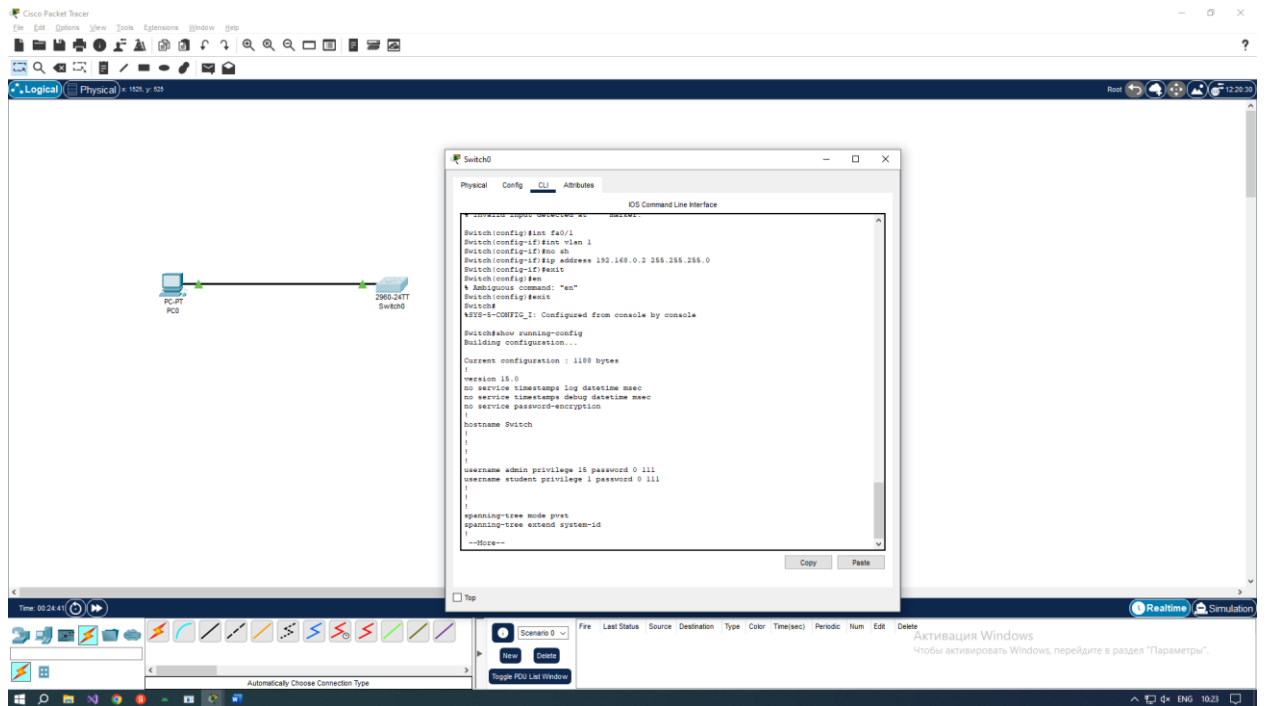 Cisco Packet Tracer
File Edit Options View Tools Extensions Window Help
?
Logical Physical x: 1525, y: 525
Root 12:20:30
PC-PT
PC0
2960-24TT
Switch0
Switch0
Physical Config CLI Attributes
IOS Command Line Interface
% Invalid input detected at marker.
Switch(config)#int fa0/1
Switch(config-if)#int vlan 1
Switch(config-if)#no sh
Switch(config-if)#ip address 192.168.0.2 255.255.255.0
Switch(config-if)#exit
Switch(config)#en
% Ambiguous command: "en"
Switch(config)#exit
Switch#
%SYS-5-CONFIG_I: Configured from console by console
Switch#show running-config
Building configuration...
Current configuration : 1188 bytes
!
version 15.0
no service timestamps log datetime msec
no service timestamps debug datetime msec
no service password-encryption
!
hostname Switch
!
!
!
!
username admin privilege 15 password 0 111
username student privilege 1 password 0 111
!
!
!
spanning-tree mode pvst
spanning-tree extend system-id
!
--More--
Copy Paste
Top
Time: 00:24:41
Realtime Simulation
Scenario 0
New Delete
Toggle PDU List Window
Fire Last Status Source Destination Type Color Time(sec) Periodic Num Edit Delete
Automatically Choose Connection Type
Активация Windows
Чтобы активировать Windows, перейдите в раздел "Параметры".
ENG 10:23